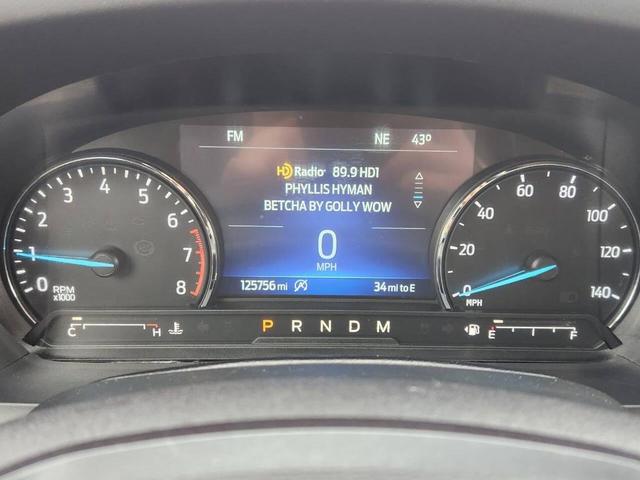 FM NE 43°
HD Radio 89.9 HD1
PHYLLIS HYMAN
BETCHA BY GOLLY WOW
0
MPH
125756 mi 34 mi to E
0 1 2 3 4 5 6 7 8
RPM
x1000
0 20 40 60 80 100 120 140
MPH
C H
P R N D M
E F